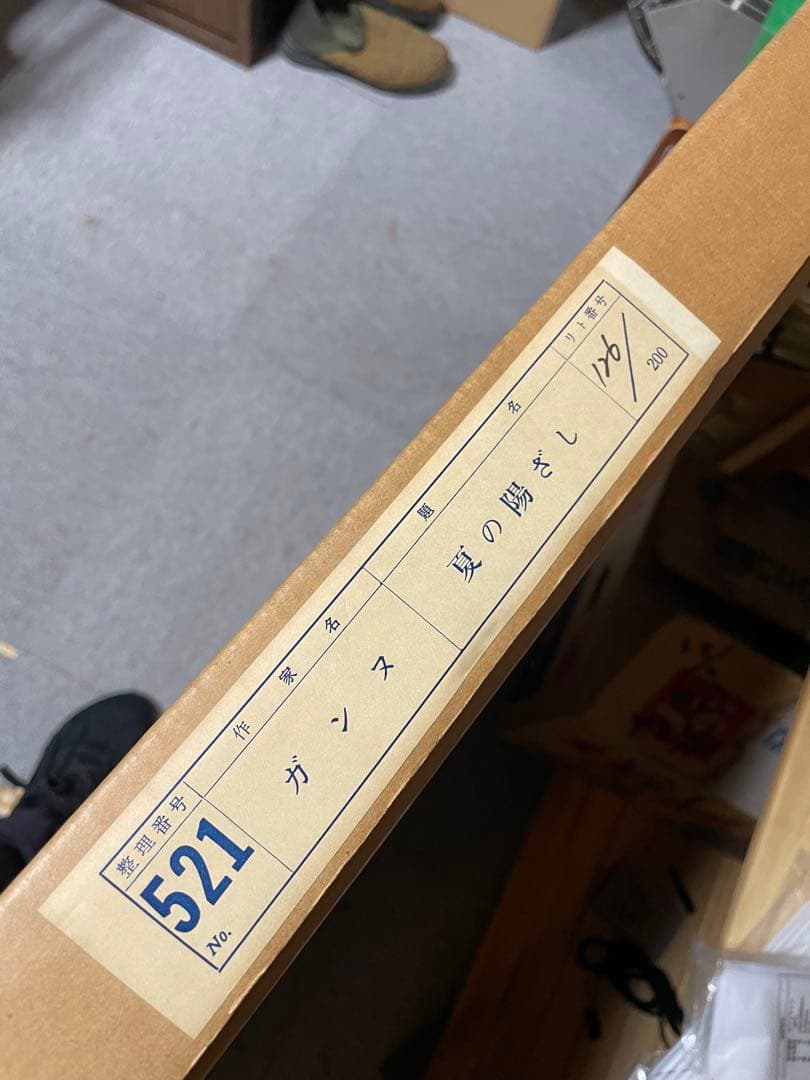 整理番号
No. 521
作家名
ガンヌ
題名
夏の陽ざし
リト番号
126/200